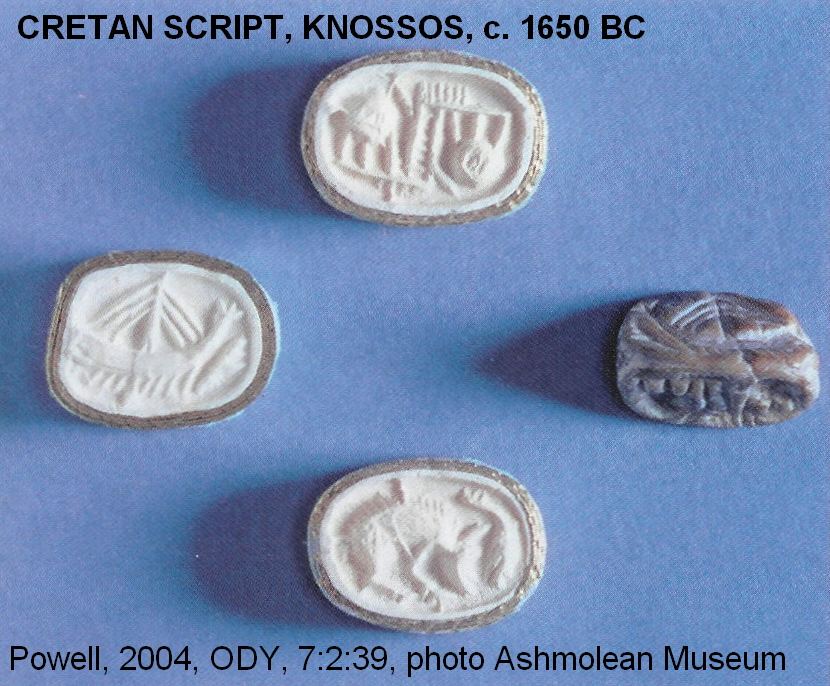 CRETAN SCRIPT, KNOSSOS, c. 1650 BC
Powell, 2004, ODY, 7:2:39, photo Ashmolean Museum